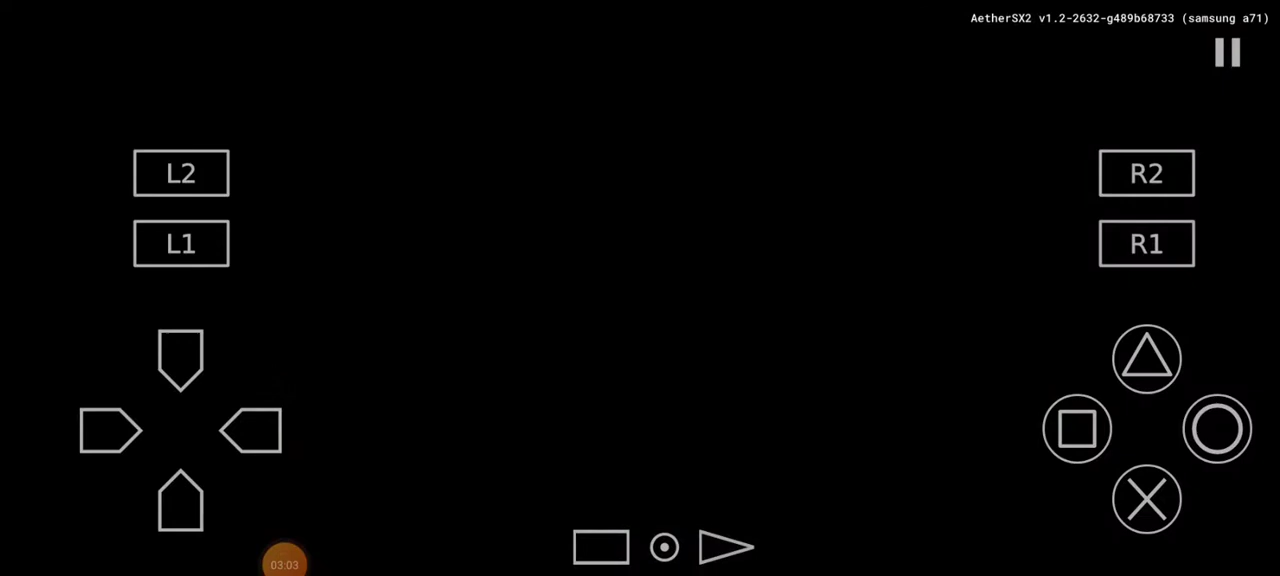 AetherSX2 v1.2-2632-g489b68733 (samsung a71)
L2
R2
L1
R1
03:03